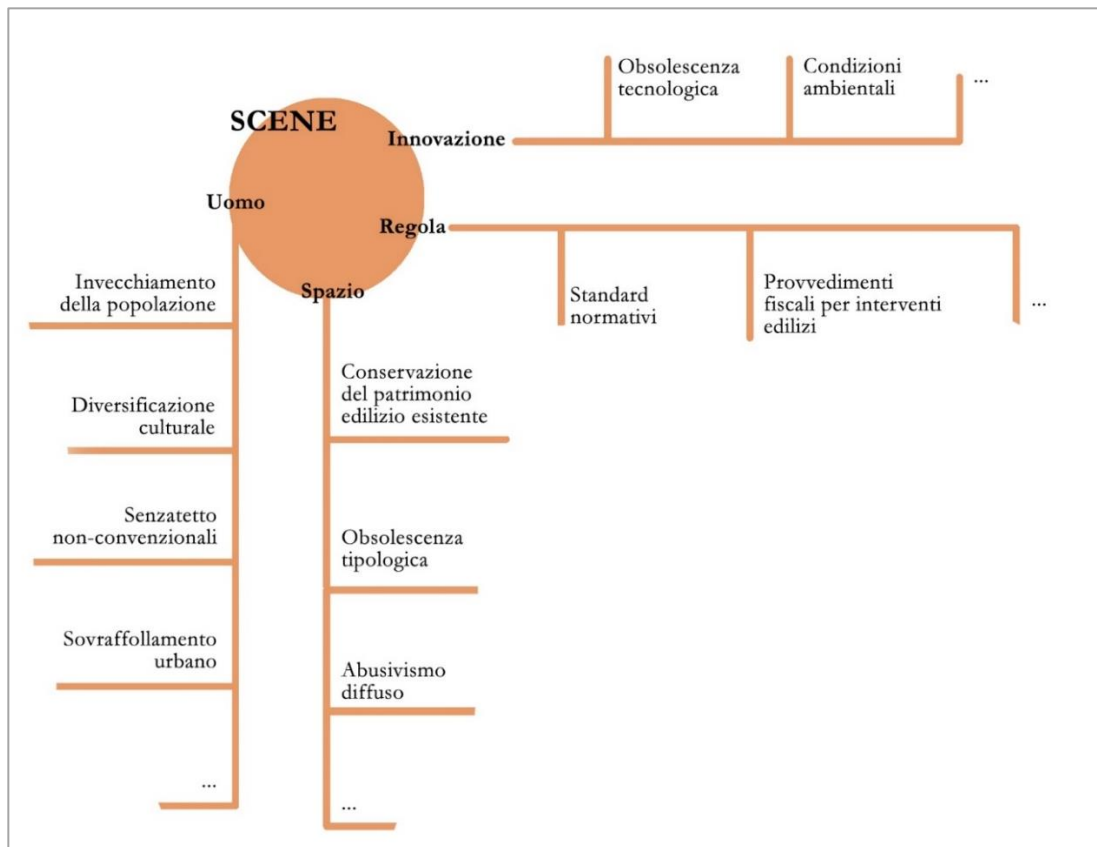 SCENE
Innovazione
Obsolescenza
tecnologica
Condizioni
ambientali
...
Regola
Standard
normativi
Provvedimenti
fiscali per interventi
edilizi
...
Uomo
Invecchiamento
della popolazione
Diversificazione
culturale
Senzatetto
non-convenzionali
Sovraffollamento
urbano
...
Spazio
Conservazione
del patrimonio
edilizio esistente
Obsolescenza
tipologica
Abusivismo
diffuso
...